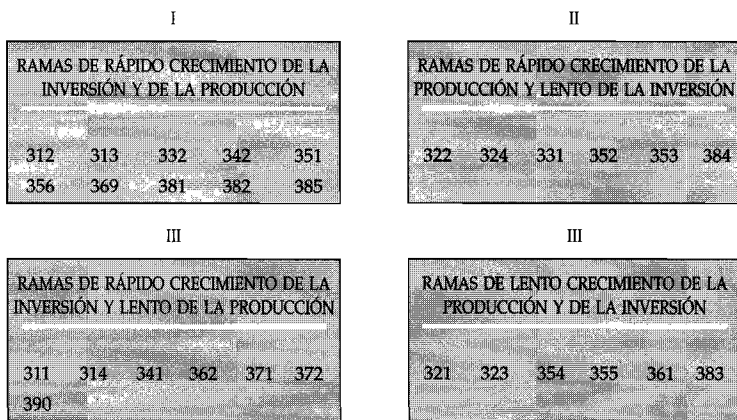 I
RAMAS DE RÁPIDO CRECIMIENTO DE LA
INVERSIÓN Y DE LA PRODUCCIÓN
312 313 332 342 351
356 369 381 382 385
II
RAMAS DE RÁPIDO CRECIMIENTO DE LA
PRODUCCIÓN Y LENTO DE LA INVERSIÓN
322 324 331 352 353 384
III
RAMAS DE RÁPIDO CRECIMIENTO DE LA
INVERSIÓN Y LENTO DE LA PRODUCCIÓN
311 314 341 362 371 372
390
III
RAMAS DE LENTO CRECIMIENTO DE LA
PRODUCCIÓN Y DE LA INVERSIÓN
321 323 354 355 361 383